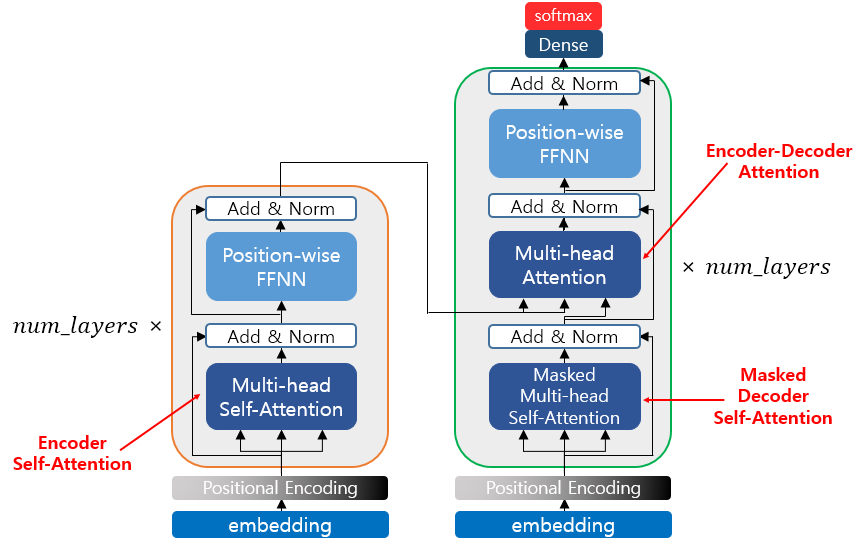 softmax
Dense
Add & Norm
Position-wise
FFNN
Encoder-Decoder
Attention
Add & Norm
Multi-head
Attention
× num_layers
Add & Norm
Masked
Multi-head
Self-Attention
Masked
Decoder
Self-Attention
Positional Encoding
embedding
Add & Norm
Position-wise
FFNN
num_layers ×
Add & Norm
Multi-head
Self-Attention
Encoder
Self-Attention
Positional Encoding
embedding